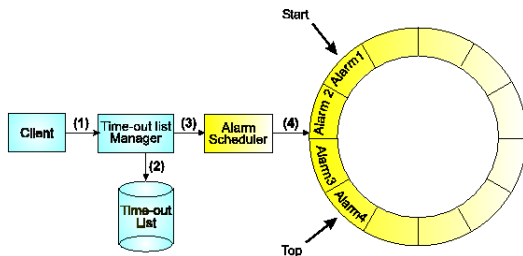 Start
Alarm1
Alarm 2
Alarm3
Alarm4
Top
Client
(1)
Time-out list
Manager
(2)
Time-out
List
(3)
Alarm
Scheduler
(4)